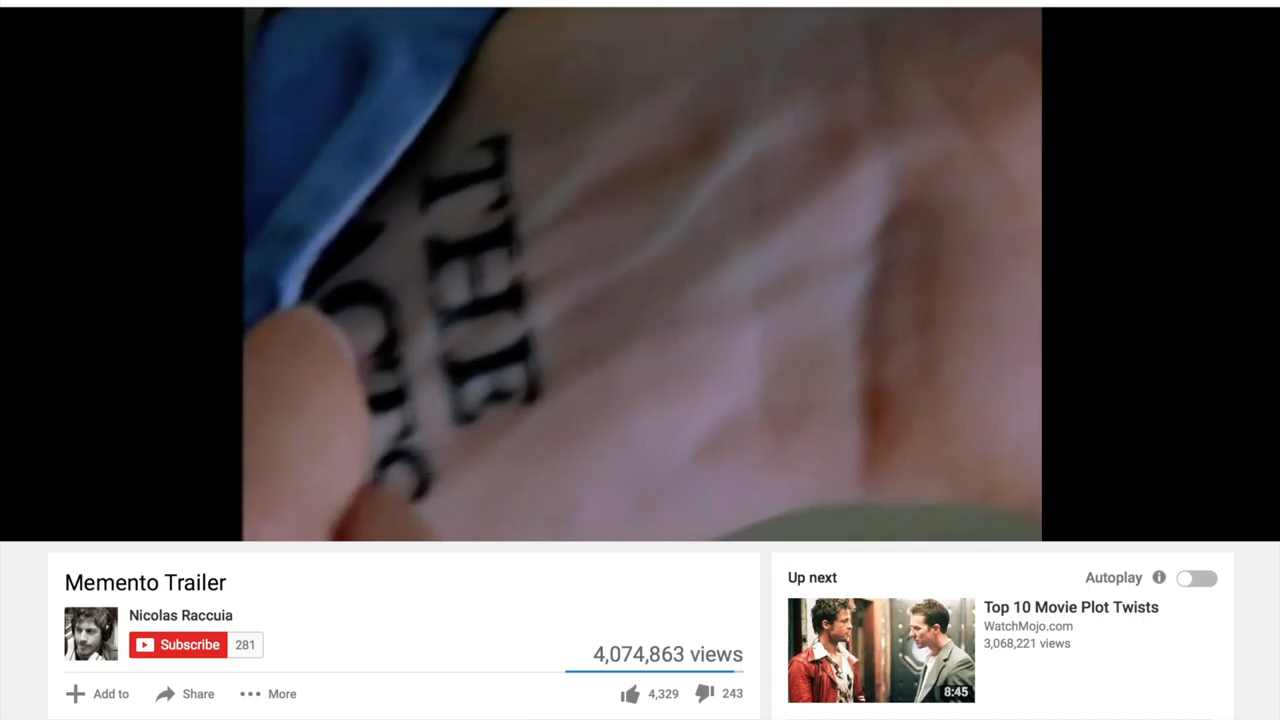 THE
ACTS
Memento Trailer
Nicolas Raccuia
Subscribe 281
4,074,863 views
Add to Share More
4,329 243
Up next
Autoplay
Top 10 Movie Plot Twists
WatchMojo.com
3,068,221 views
8:45